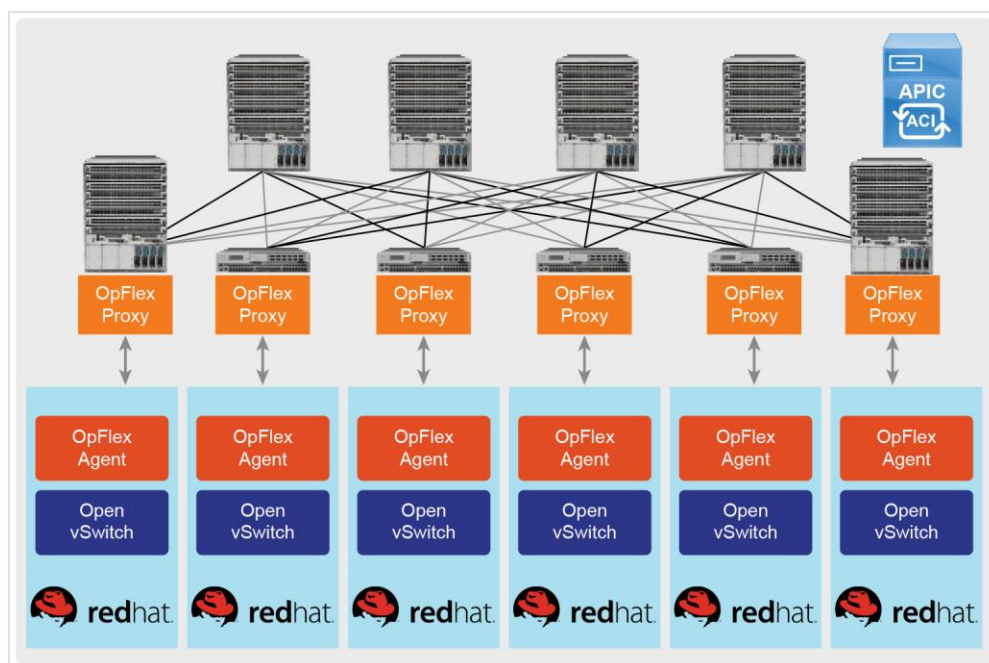 APIC
ACI
OpFlex
Proxy
OpFlex
Proxy
OpFlex
Proxy
OpFlex
Proxy
OpFlex
Proxy
OpFlex
Proxy
OpFlex
Agent
OpFlex
Agent
OpFlex
Agent
OpFlex
Agent
OpFlex
Agent
OpFlex
Agent
Open
vSwitch
Open
vSwitch
Open
vSwitch
Open
vSwitch
Open
vSwitch
Open
vSwitch
redhat.
redhat.
redhat.
redhat.
redhat.
redhat.